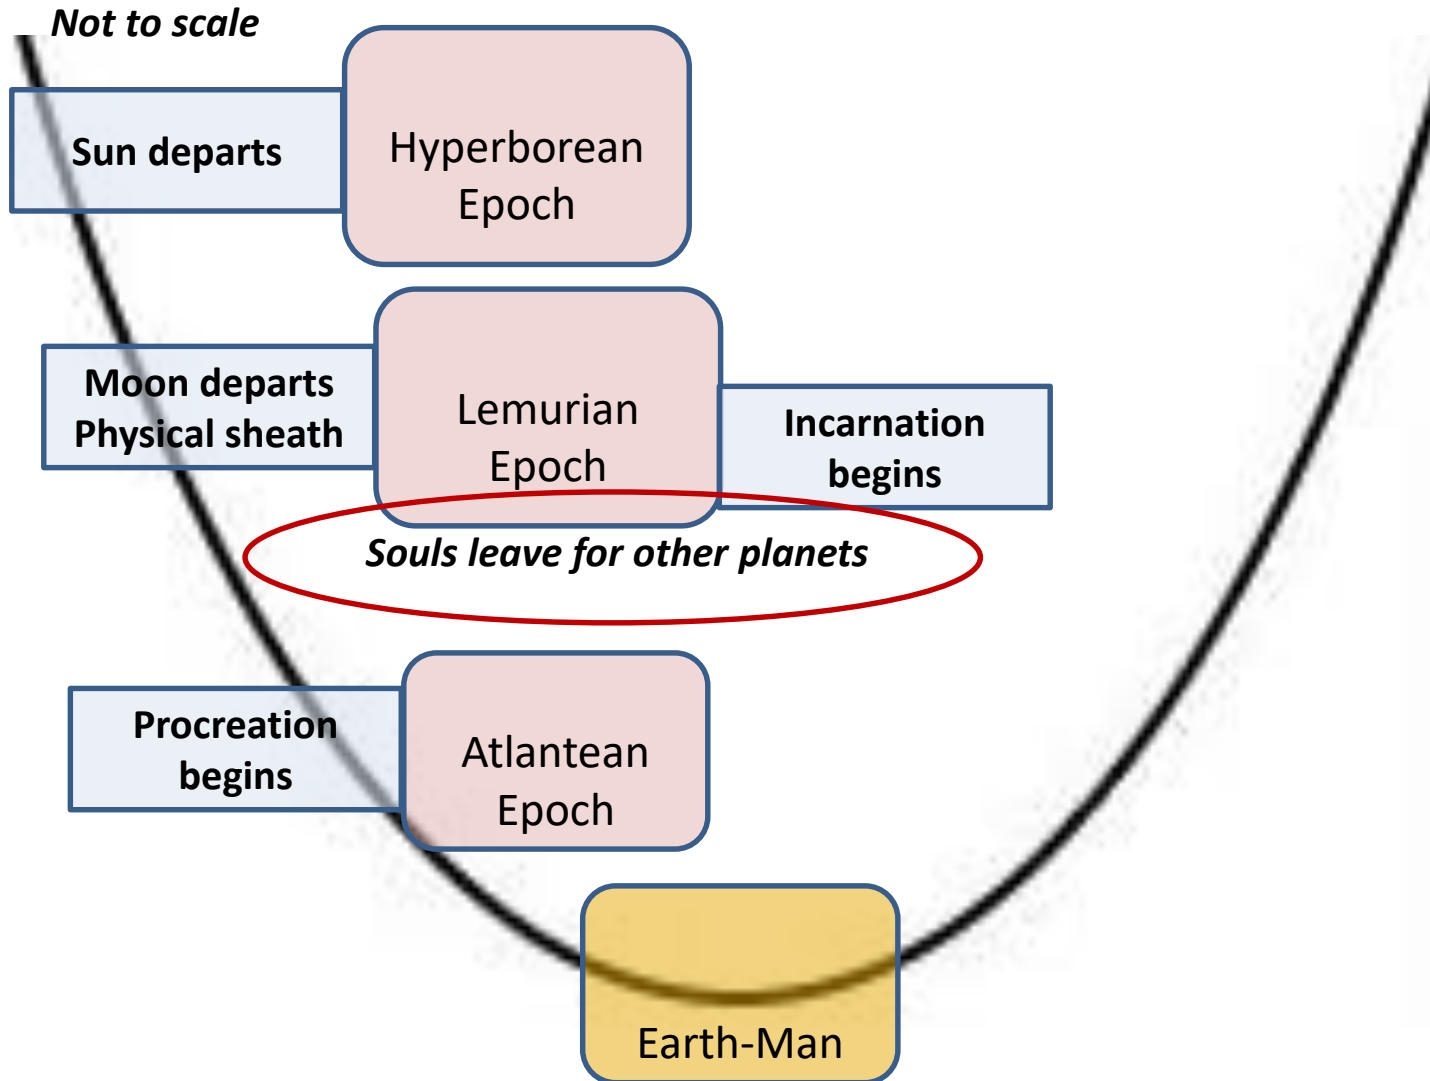 Not to scale
Sun departs
Hyperborean
Epoch
Moon departs
Physical sheath
Lemurian
Epoch
Incarnation
begins
Souls leave for other planets
Procreation
begins
Atlantean
Epoch
Earth-Man